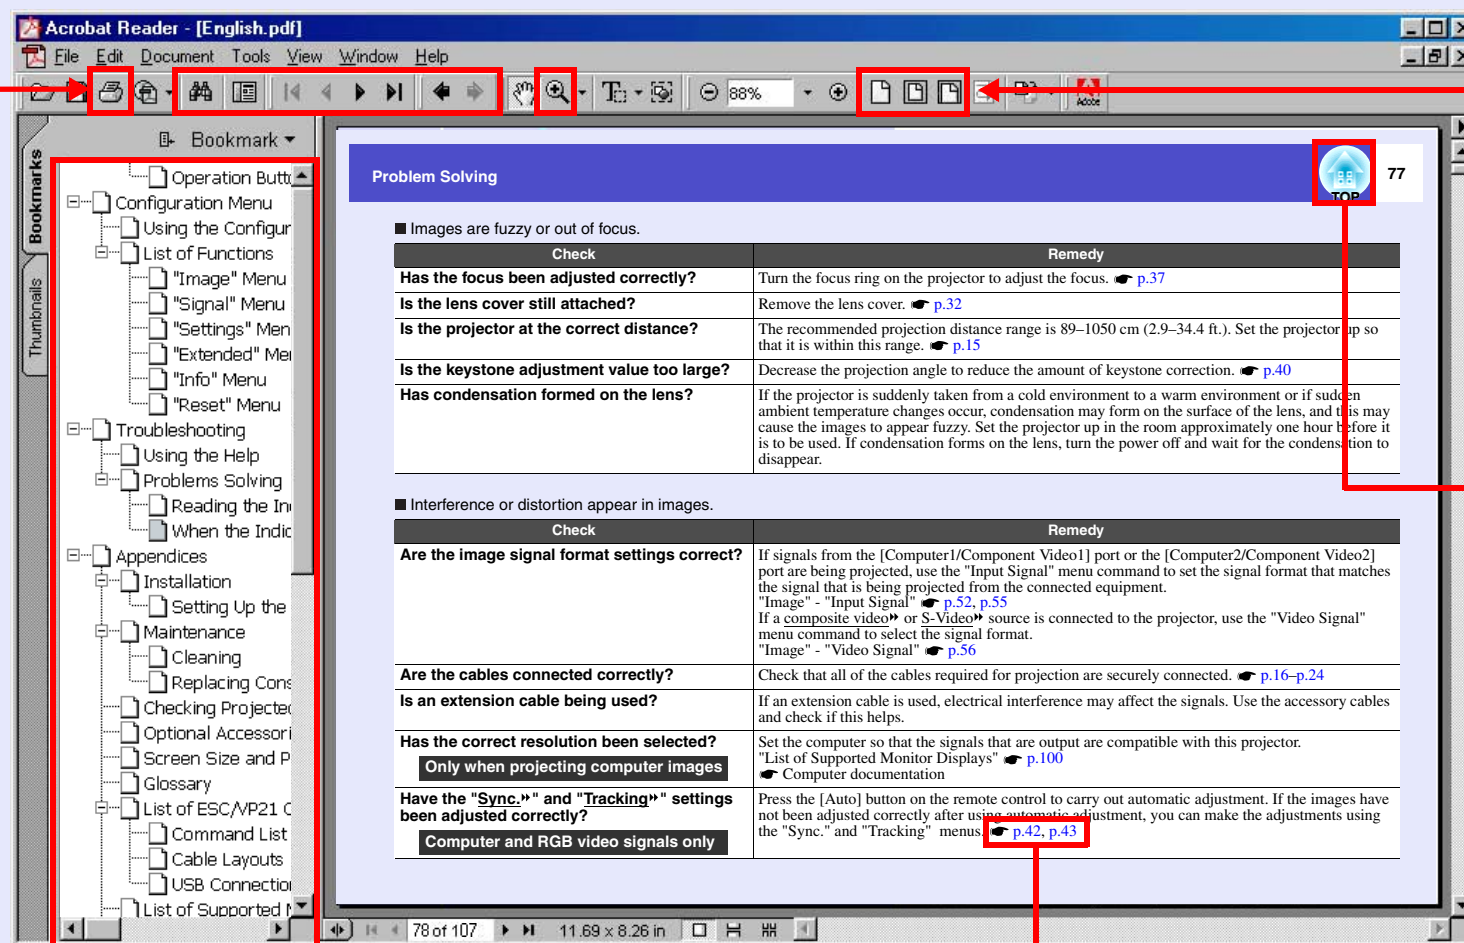 Acrobat Reader - [English.pdf]
File Edit Document Tools View Window Help
88%
Adobe
Bookmark
Bookmarks
Thumbnails
Operation Butt
Configuration Menu
Using the Configur
List of Functions
"Image" Menu
"Signal" Menu
"Settings" Men
"Extended" Me
"Info" Menu
"Reset" Menu
Troubleshooting
Using the Help
Problems Solving
Reading the In
When the Indic
Appendices
Installation
Setting Up the
Maintenance
Cleaning
Replacing Cons
Checking Projected
Optional Accessori
Screen Size and P
Glossary
List of ESC/VP21 C
Command List
Cable Layouts
USB Connection
List of Supported M
Problem Solving
TOP
77
■ Images are fuzzy or out of focus.
Check Remedy
Has the focus been adjusted correctly? Turn the focus ring on the projector to adjust the focus. ☛ p.37
Is the lens cover still attached? Remove the lens cover. ☛ p.32
Is the projector at the correct distance? The recommended projection distance range is 89–1050 cm (2.9–34.4 ft.). Set the projector up so
that it is within this range. ☛ p.15
Is the keystone adjustment value too large? Decrease the projection angle to reduce the amount of keystone correction. ☛ p.40
Has condensation formed on the lens? If the projector is suddenly taken from a cold environment to a warm environment or if sudden
ambient temperature changes occur, condensation may form on the surface of the lens, and this may
cause the images to appear fuzzy. Set the projector up in the room approximately one hour before it
is to be used. If condensation forms on the lens, turn the power off and wait for the condensation to
disappear.
■ Interference or distortion appear in images.
Check Remedy
Are the image signal format settings correct? If signals from the [Computer1/Component Video1] port or the [Computer2/Component Video2]
port are being projected, use the "Input Signal" menu command to set the signal format that matches
the signal that is being projected from the connected equipment.
"Image" - "Input Signal" ☛ p.52, p.55
If a composite video or S-Video source is connected to the projector, use the "Video Signal"
menu command to select the signal format.
"Image" - "Video Signal" ☛ p.56
Are the cables connected correctly? Check that all of the cables required for projection are securely connected. ☛ p.16–p.24
Is an extension cable being used? If an extension cable is used, electrical interference may affect the signals. Use the accessory cables
and check if this helps.
Has the correct resolution been selected? Set the computer so that the signals that are output are compatible with this projector.
Only when projecting computer images "List of Supported Monitor Displays" ☛ p.100
☛ Computer documentation
Have the "Sync." and "Tracking" settings Press the [Auto] button on the remote control to carry out automatic adjustment. If the images have
been adjusted correctly? not been adjusted correctly after using automatic adjustment, you can make the adjustments using
Computer and RGB video signals only the "Sync." and "Tracking" menus. ☛ p.42, p.43
78 of 107 11.69 x 8.26 in